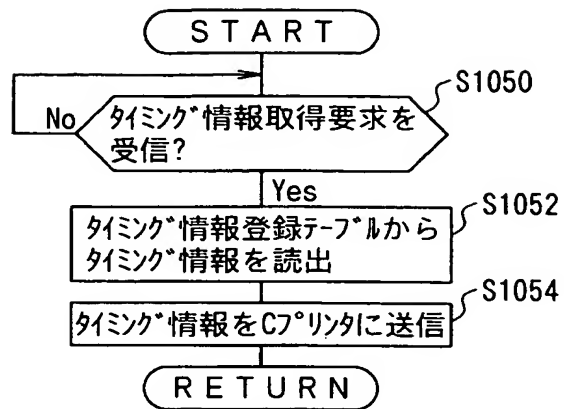 START
S1050
No
ﾀｲﾐﾝｸﾞ情報取得要求を
受信?
Yes
S1052
ﾀｲﾐﾝｸﾞ情報登録ﾃｰﾌﾞﾙから
ﾀｲﾐﾝｸﾞ情報を読出
S1054
ﾀｲﾐﾝｸﾞ情報をCﾌﾟﾘﾝﾀに送信
RETURN